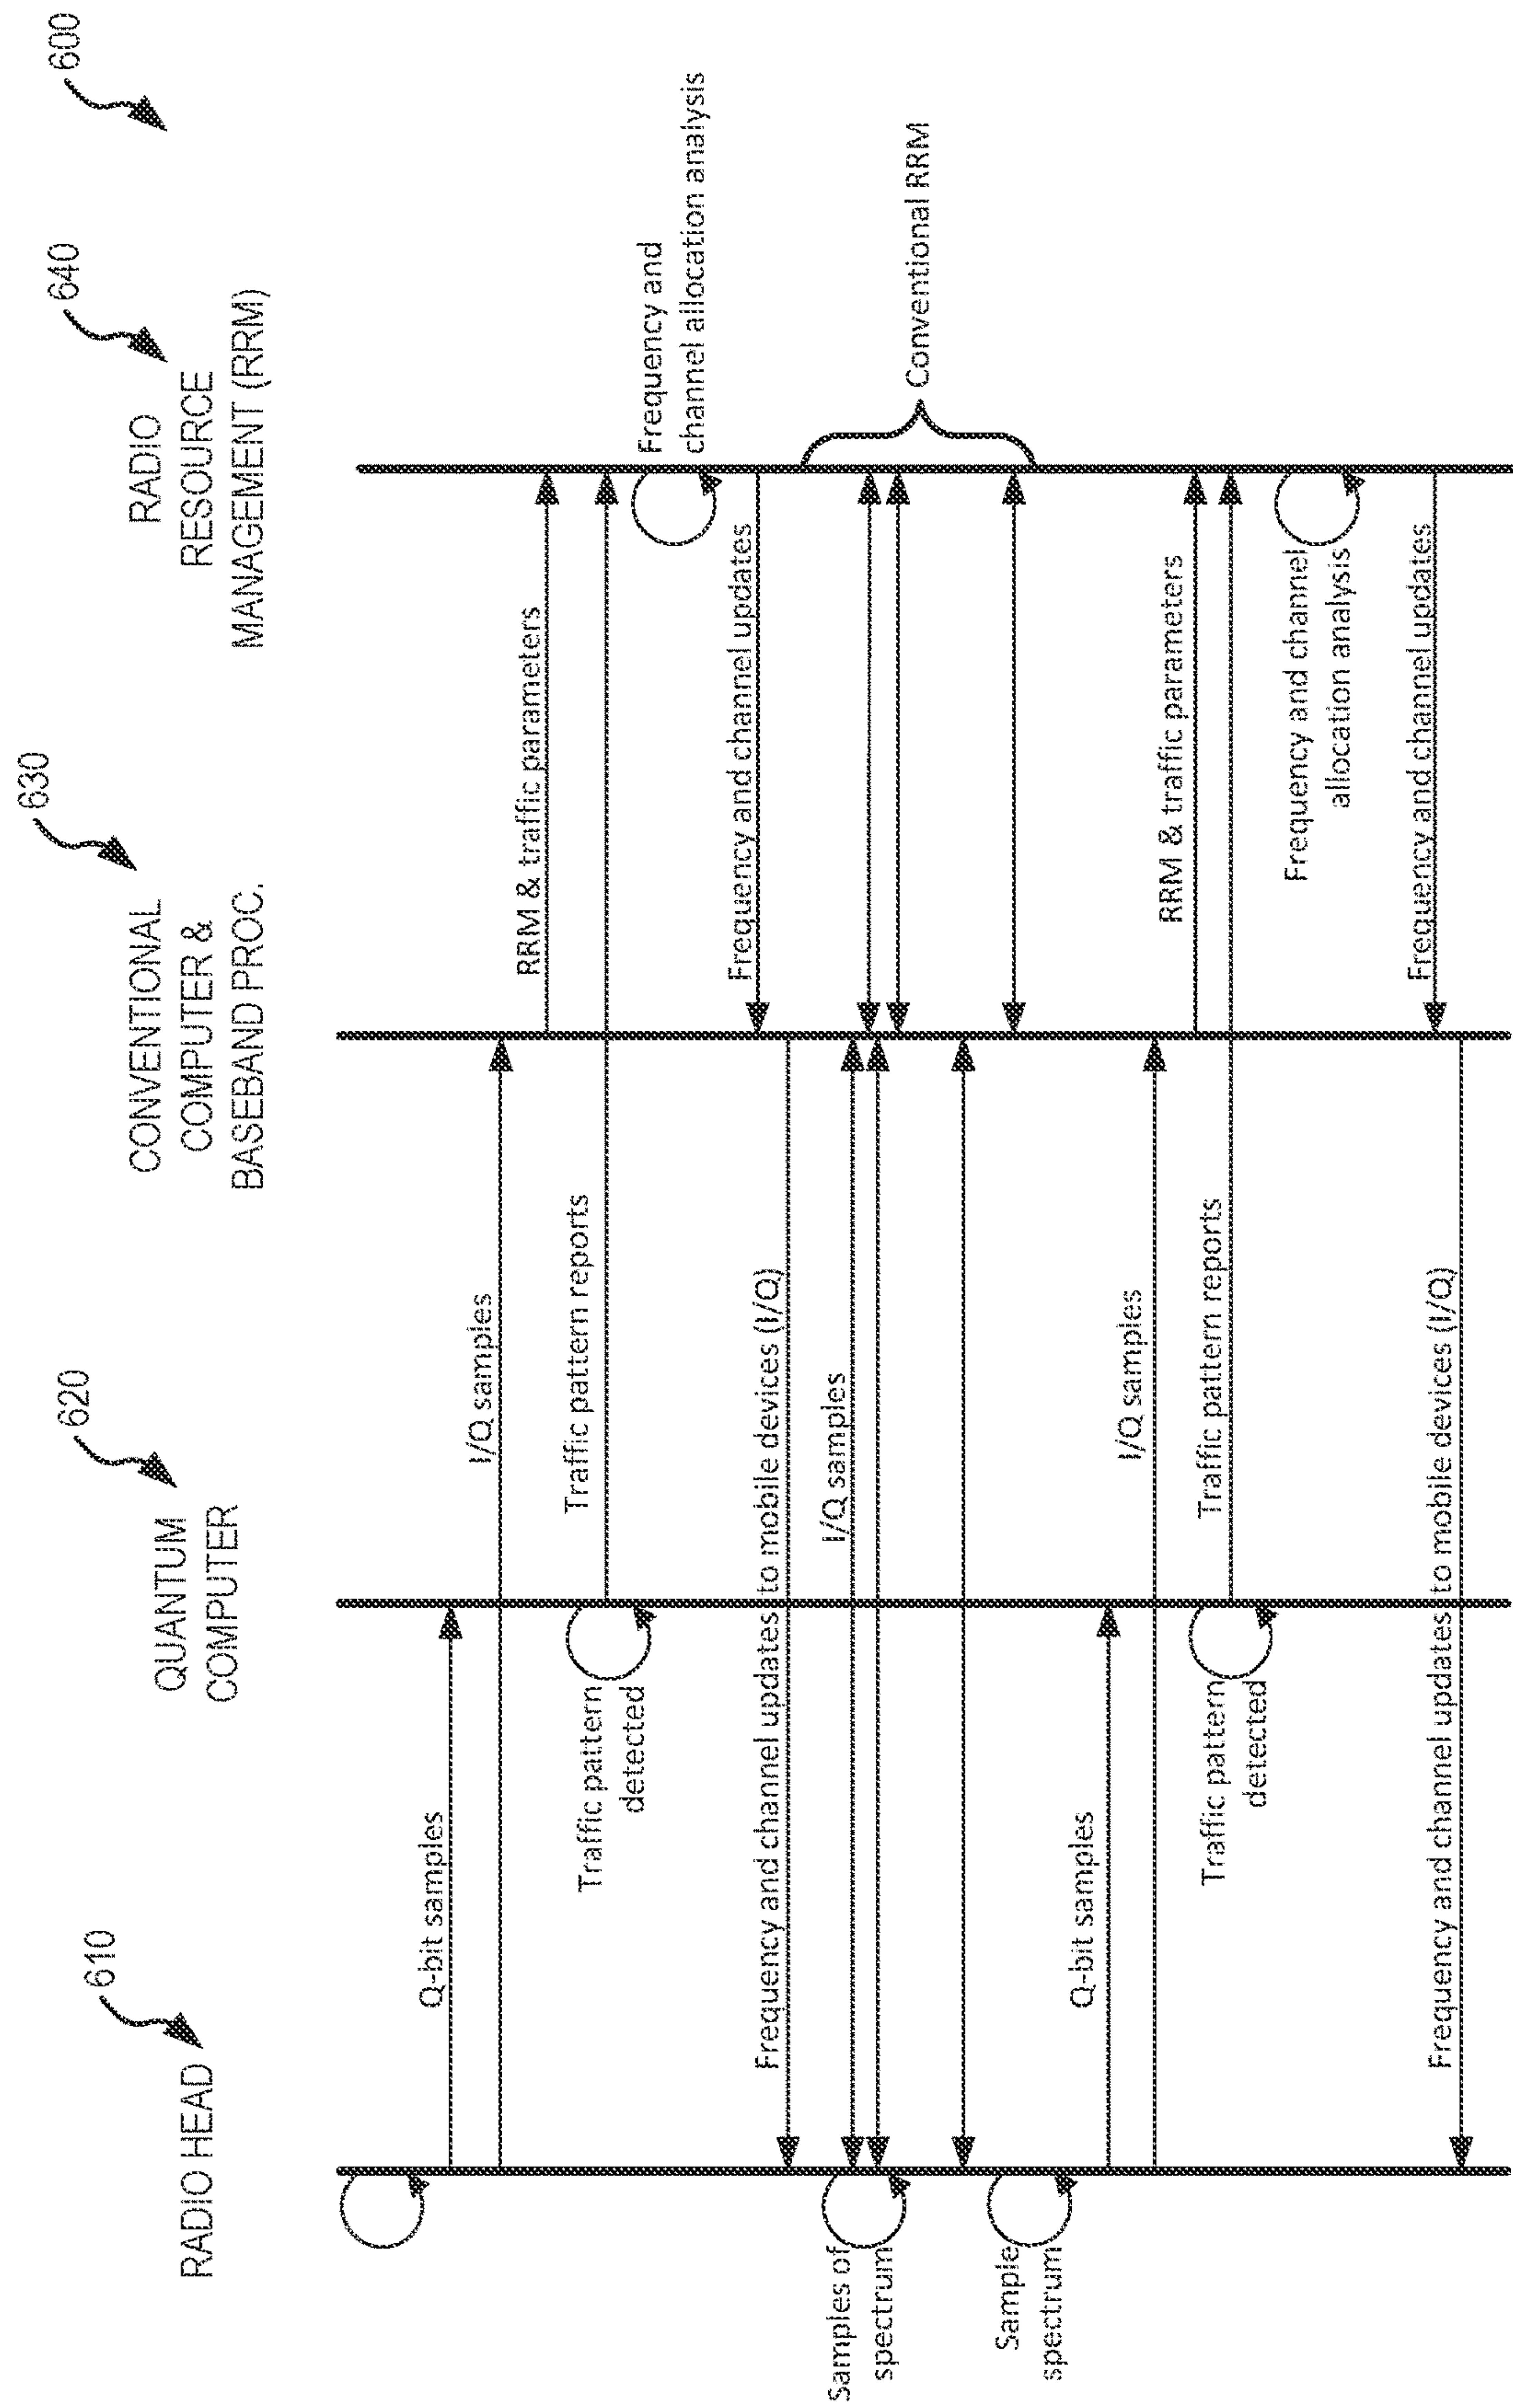 600
610
RADIO HEAD
620
QUANTUM
COMPUTER
630
CONVENTIONAL
COMPUTER &
BASEBAND PROC.
640
RADIO
RESOURCE
MANAGEMENT (RRM)
Q-bit samples
I/Q samples
RRM & traffic parameters
Traffic pattern
detected
Traffic pattern reports
Frequency and
channel allocation analysis
Frequency and channel updates
Frequency and channel updates to mobile devices (I/Q)
Samples of
spectrum
I/Q samples
Conventional RRM
Sample
spectrum
Q-bit samples
I/Q samples
RRM & traffic parameters
Traffic pattern
detected
Traffic pattern reports
Frequency and channel
allocation analysis
Frequency and channel updates
Frequency and channel updates to mobile devices (I/Q)